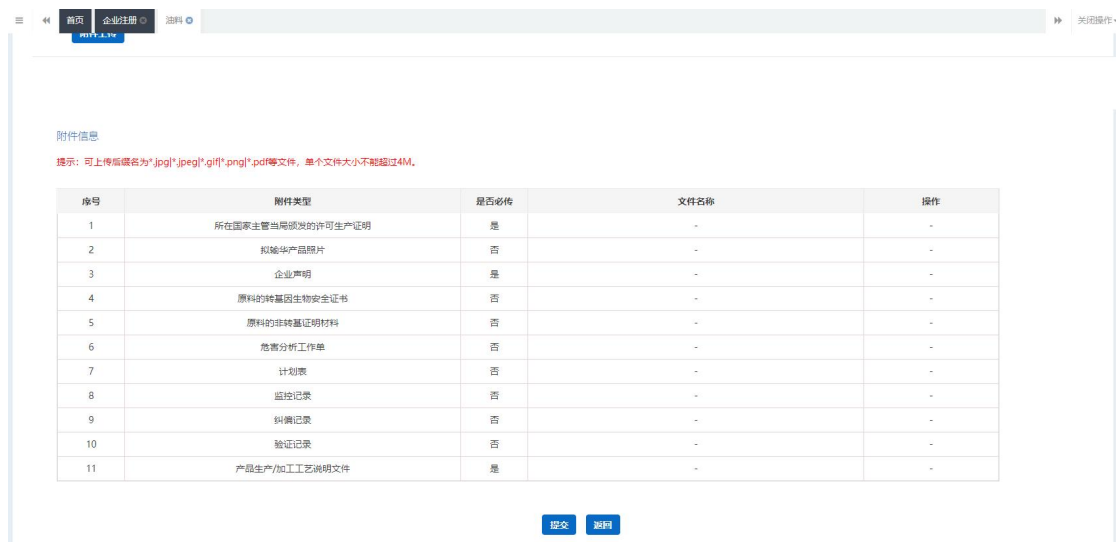 首页 企业注册 油料 关闭操作
附件上传
附件信息
提示：可上传后缀名为*.jpg|*.jpeg|*.gif|*.png|*.pdf等文件，单个文件大小不能超过4M。
序号 附件类型 是否必传 文件名称 操作
1 所在国家主管当局颁发的许可生产证明 是 - -
2 拟输华产品照片 否 - -
3 企业声明 是 - -
4 原料的转基因生物安全证书 否 - -
5 原料的非转基证明材料 否 - -
6 危害分析工作单 否 - -
7 计划表 否 - -
8 监控记录 否 - -
9 纠偏记录 否 - -
10 验证记录 否 - -
11 产品生产/加工工艺说明文件 是 - -
提交 返回